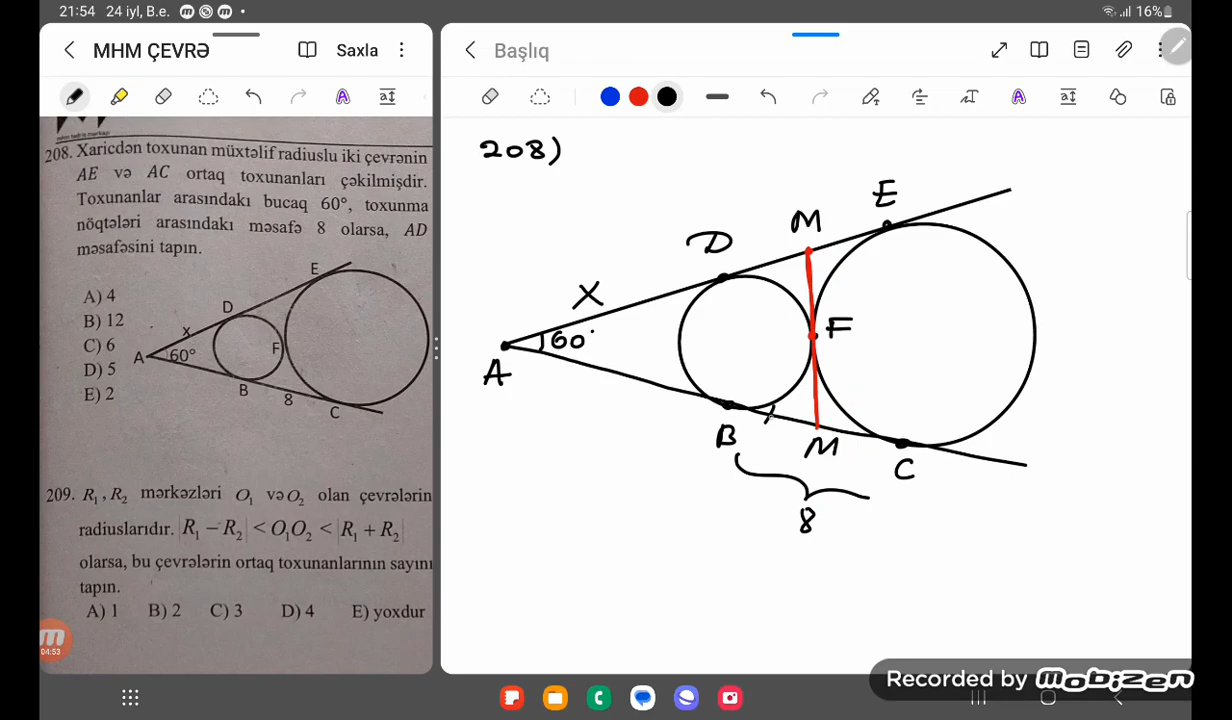 21:54 24 iyl, B.e.
16%
MHM ÇEVRƏ
Saxla
Başlıq
208. Xaricdən toxunan müxtəlif radiuslu iki çevrənin
AE və AC ortaq toxunanları çəkilmişdir.
Toxunanlar arasındakı bucaq 60°, toxunma
nöqtələri arasındakı məsafə 8 olarsa, AD
məsafəsini tapın.
A) 4
B) 12
C) 6
D) 5
E) 2
E
D
x
A
60°
F
B
8
C
209. R₁, R₂ mərkəzləri O₁ və O₂ olan çevrələrin
radiuslarıdır. |R₁ − R₂| < O₁O₂ < |R₁ + R₂|
olarsa, bu çevrələrin ortaq toxunanlarının sayını
tapın.
A) 1 B) 2 C) 3 D) 4 E) yoxdur
m
04:53
208)
E
M
D
X
60°
F
A
B
M
C
8
Recorded by mobizen